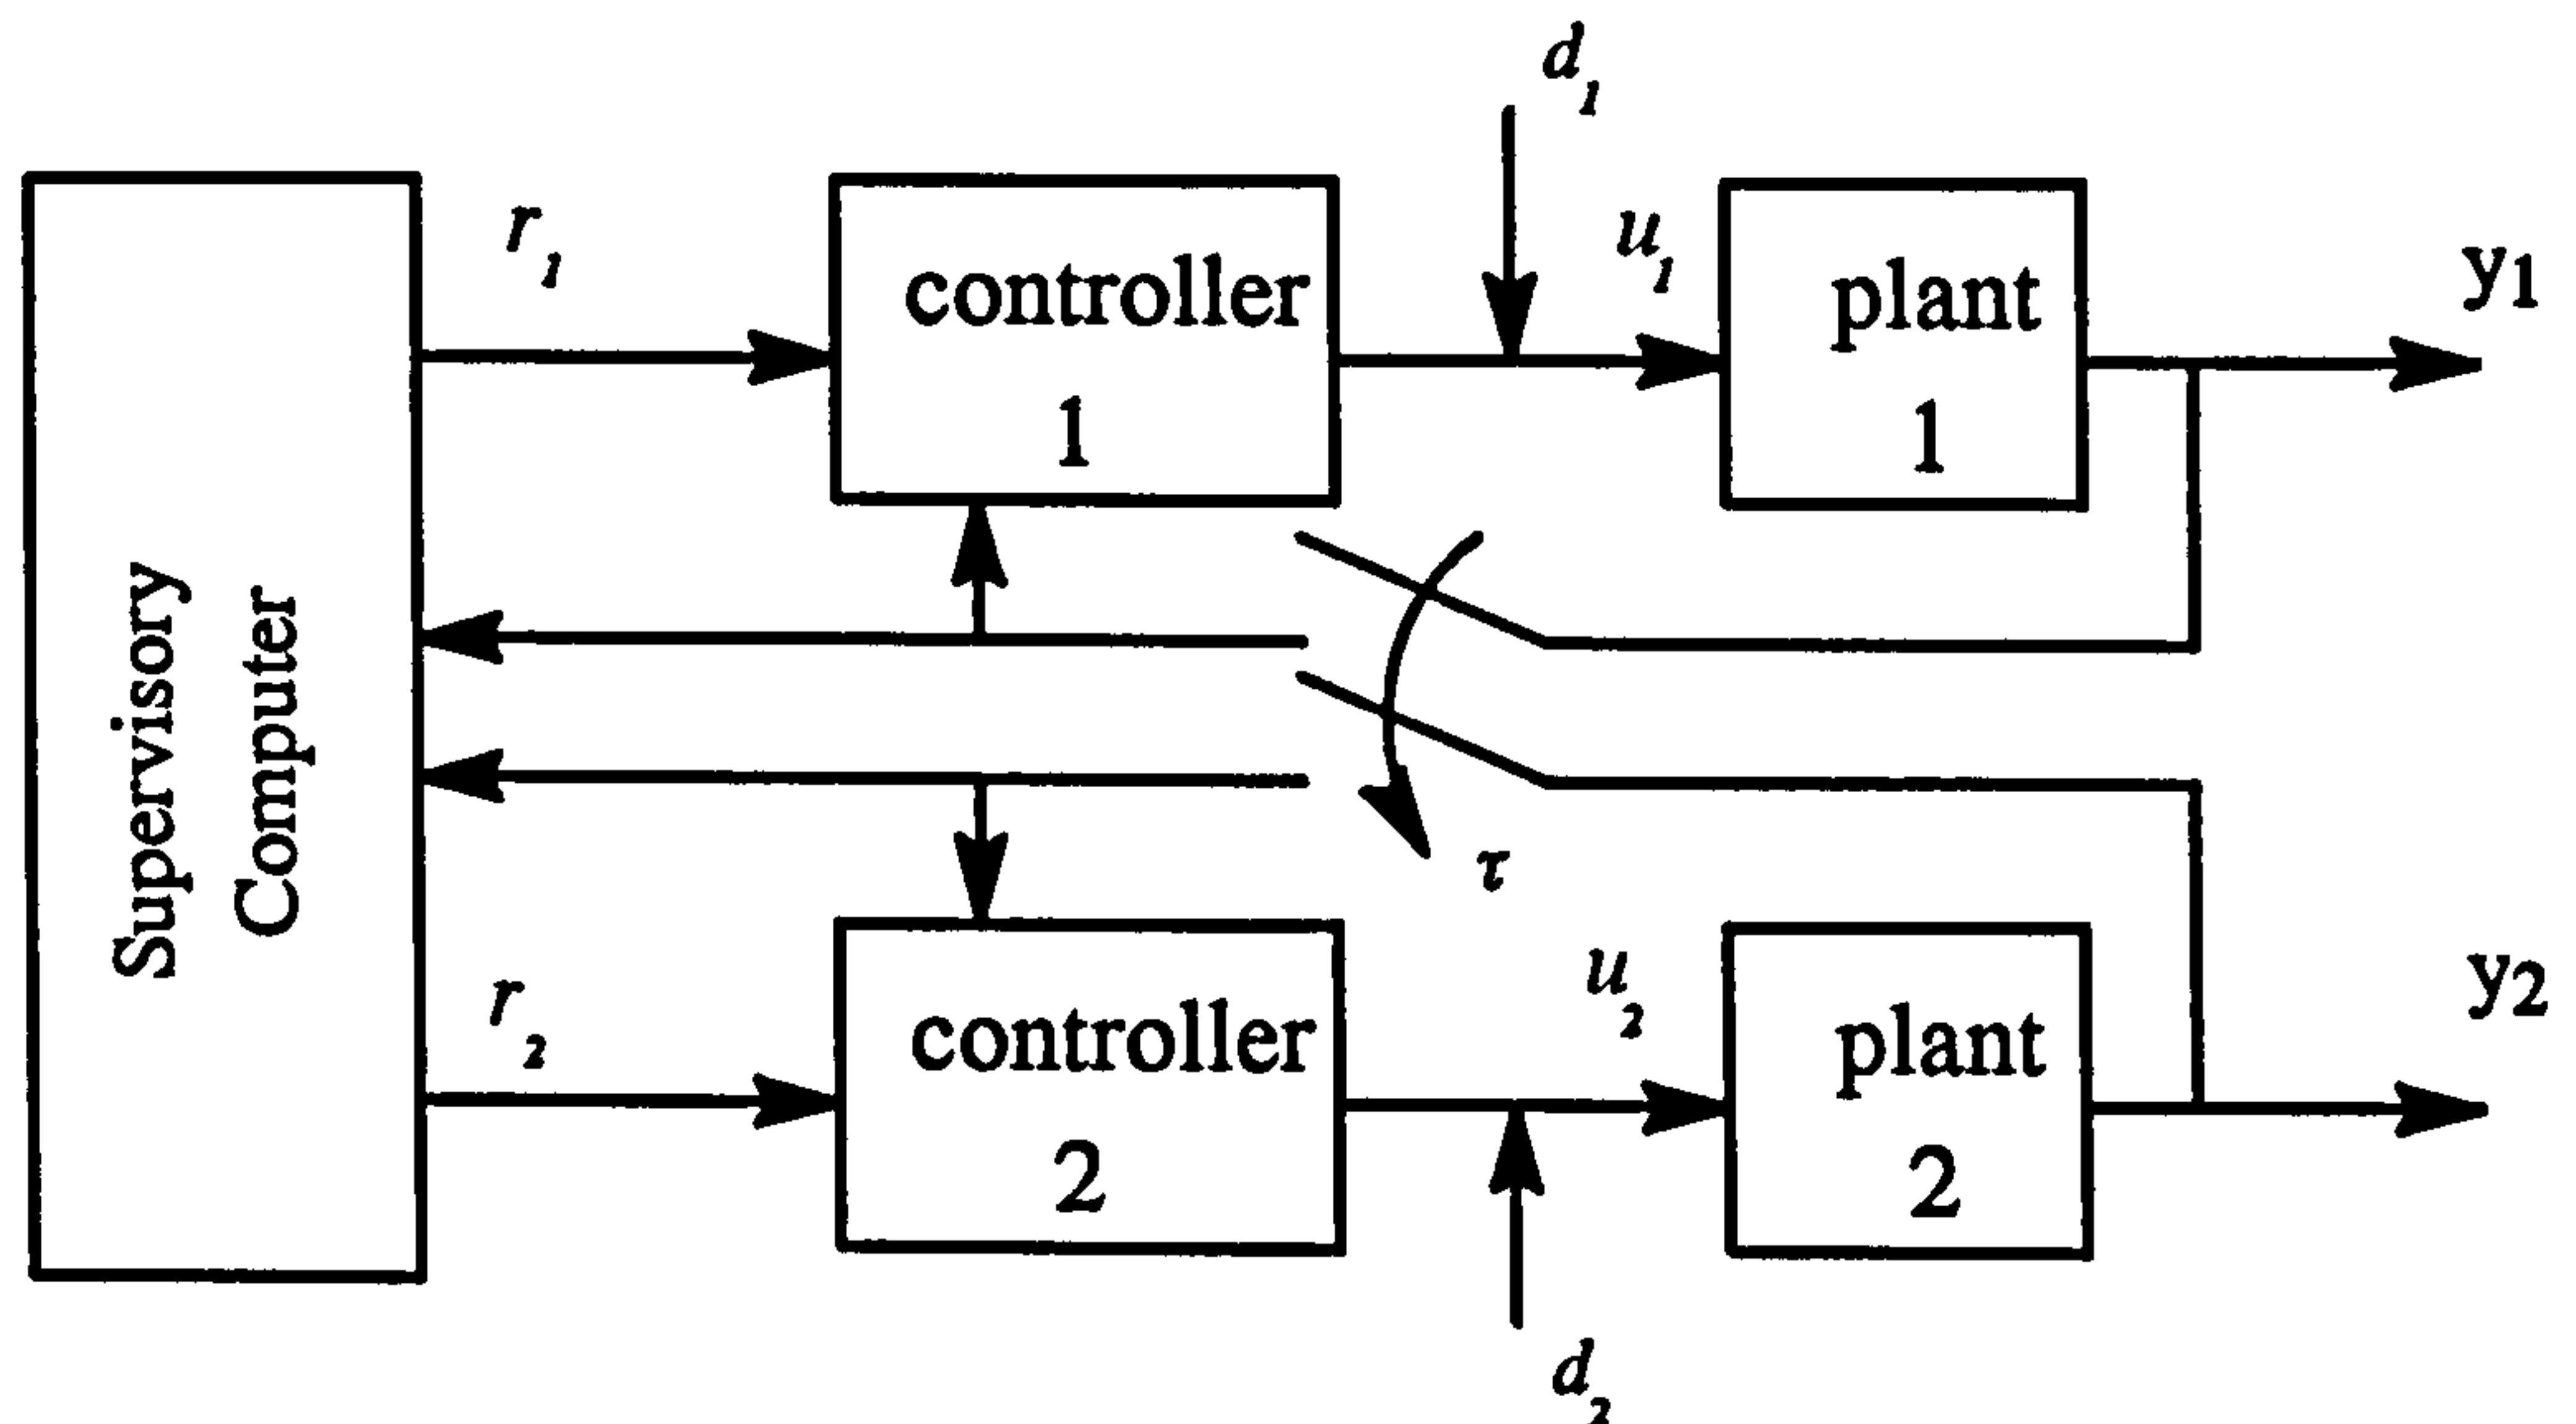 d1
r1
controller
1
u1
plant
1
y1
Supervisory
Computer
τ
r2
controller
2
u2
plant
2
y2
d2